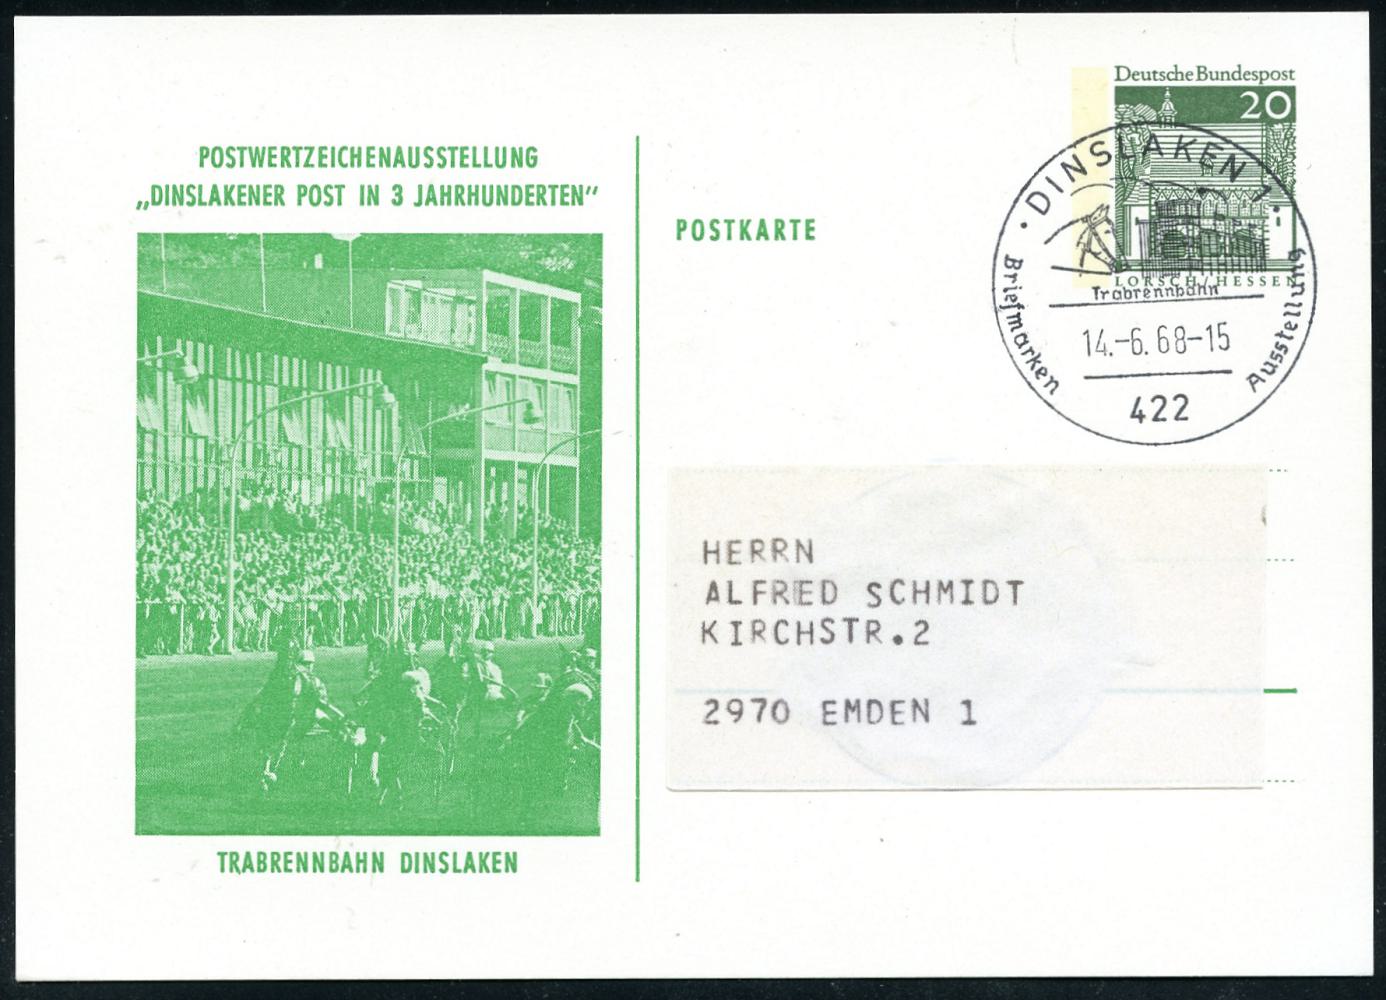 POSTWERTZEICHENAUSSTELLUNG
„DINSLAKENER POST IN 3 JAHRHUNDERTEN“
TRABRENNBAHN DINSLAKEN
POSTKARTE
Deutsche Bundespost
20
LORSCH / HESSEN
· DINSLAKEN 1 ·
Briefmarken
Ausstellung
Trabrennbahn
14.-6.68-15
422
HERRN
ALFRED SCHMIDT
KIRCHSTR.2
2970 EMDEN 1